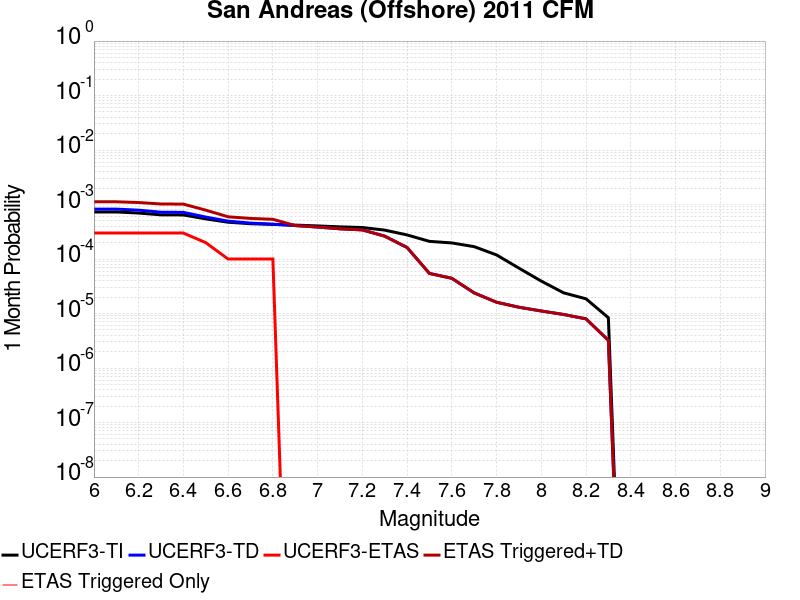 San Andreas (Offshore) 2011 CFM
1 Month Probability
10^0
10^-1
10^-2
10^-3
10^-4
10^-5
10^-6
10^-7
10^-8
6 6.2 6.4 6.6 6.8 7 7.2 7.4 7.6 7.8 8 8.2 8.4 8.6 8.8 9
Magnitude
UCERF3-TI UCERF3-TD UCERF3-ETAS ETAS Triggered+TD
ETAS Triggered Only